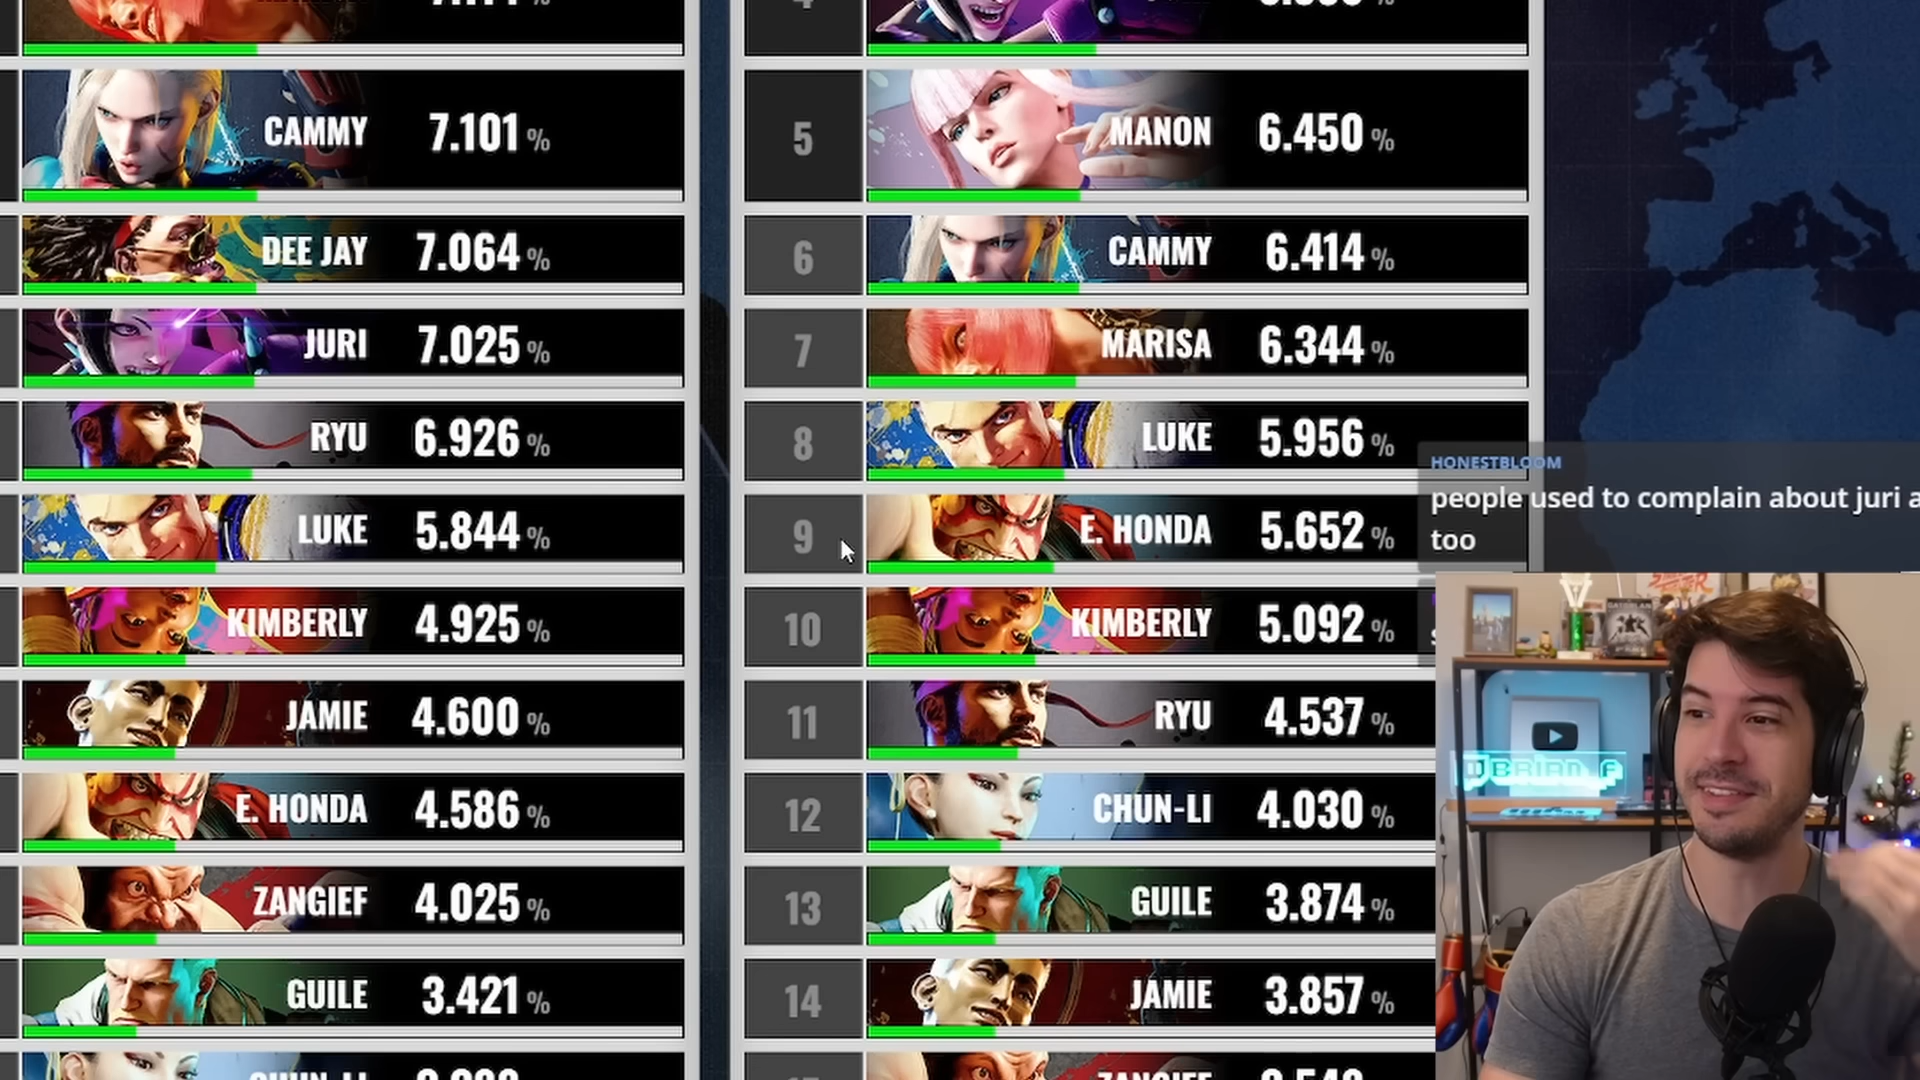 CAMMY 7.101 %
DEE JAY 7.064 %
JURI 7.025 %
RYU 6.926 %
LUKE 5.844 %
KIMBERLY 4.925 %
JAMIE 4.600 %
E. HONDA 4.586 %
ZANGIEF 4.025 %
GUILE 3.421 %
CHUN-LI
5 MANON 6.450 %
6 CAMMY 6.414 %
7 MARISA 6.344 %
8 LUKE 5.956 %
9 E. HONDA 5.652 %
10 KIMBERLY 5.092 %
11 RYU 4.537 %
12 CHUN-LI 4.030 %
13 GUILE 3.874 %
14 JAMIE 3.857 %
ZANGIEF
HONESTBLOOM
people used to complain about juri a
too
BRIAN_F